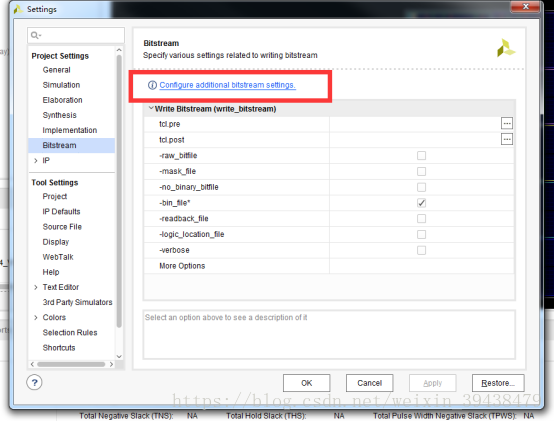 Settings
Q-
Project Settings
General
Simulation
Elaboration
Synthesis
Implementation
Bitstream
> IP
Tool Settings
Project
IP Defaults
Source File
Display
WebTalk
Help
> Text Editor
3rd Party Simulators
> Colors
Selection Rules
Shortcuts
Bitstream
Specify various settings related to writing bitstream
Configure additional bitstream settings.
Write Bitstream (write_bitstream)
tcl.pre
...
tcl.post
...
-raw_bitfile
-mask_file
-no_binary_bitfile
-bin_file*
-readback_file
-logic_location_file
-verbose
More Options
Select an option above to see a description of it
?
OK
Cancel
Apply
Restore...
https://blog.csdn.net/weixin_39438479
Total Negative Slack (TNS): NA
Total Hold Slack (THS): NA
Total Pulse Width Negative Slack (TPWS): NA